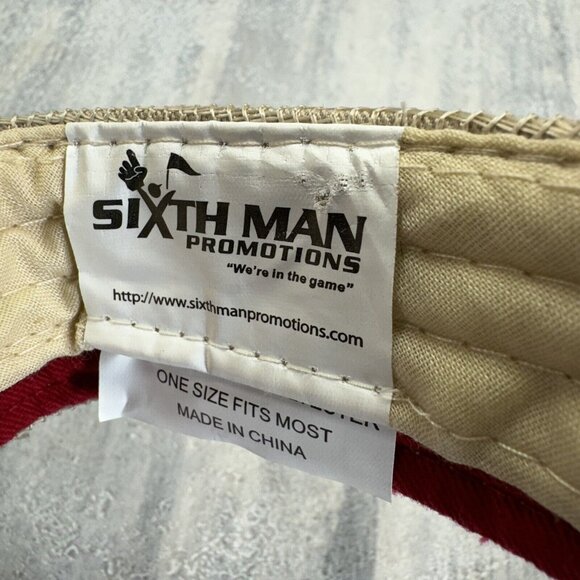 SIXTH MAN
PROMOTIONS
"We're in the game"
http://www.sixthmanpromotions.com
ONE SIZE FITS MOST
MADE IN CHINA